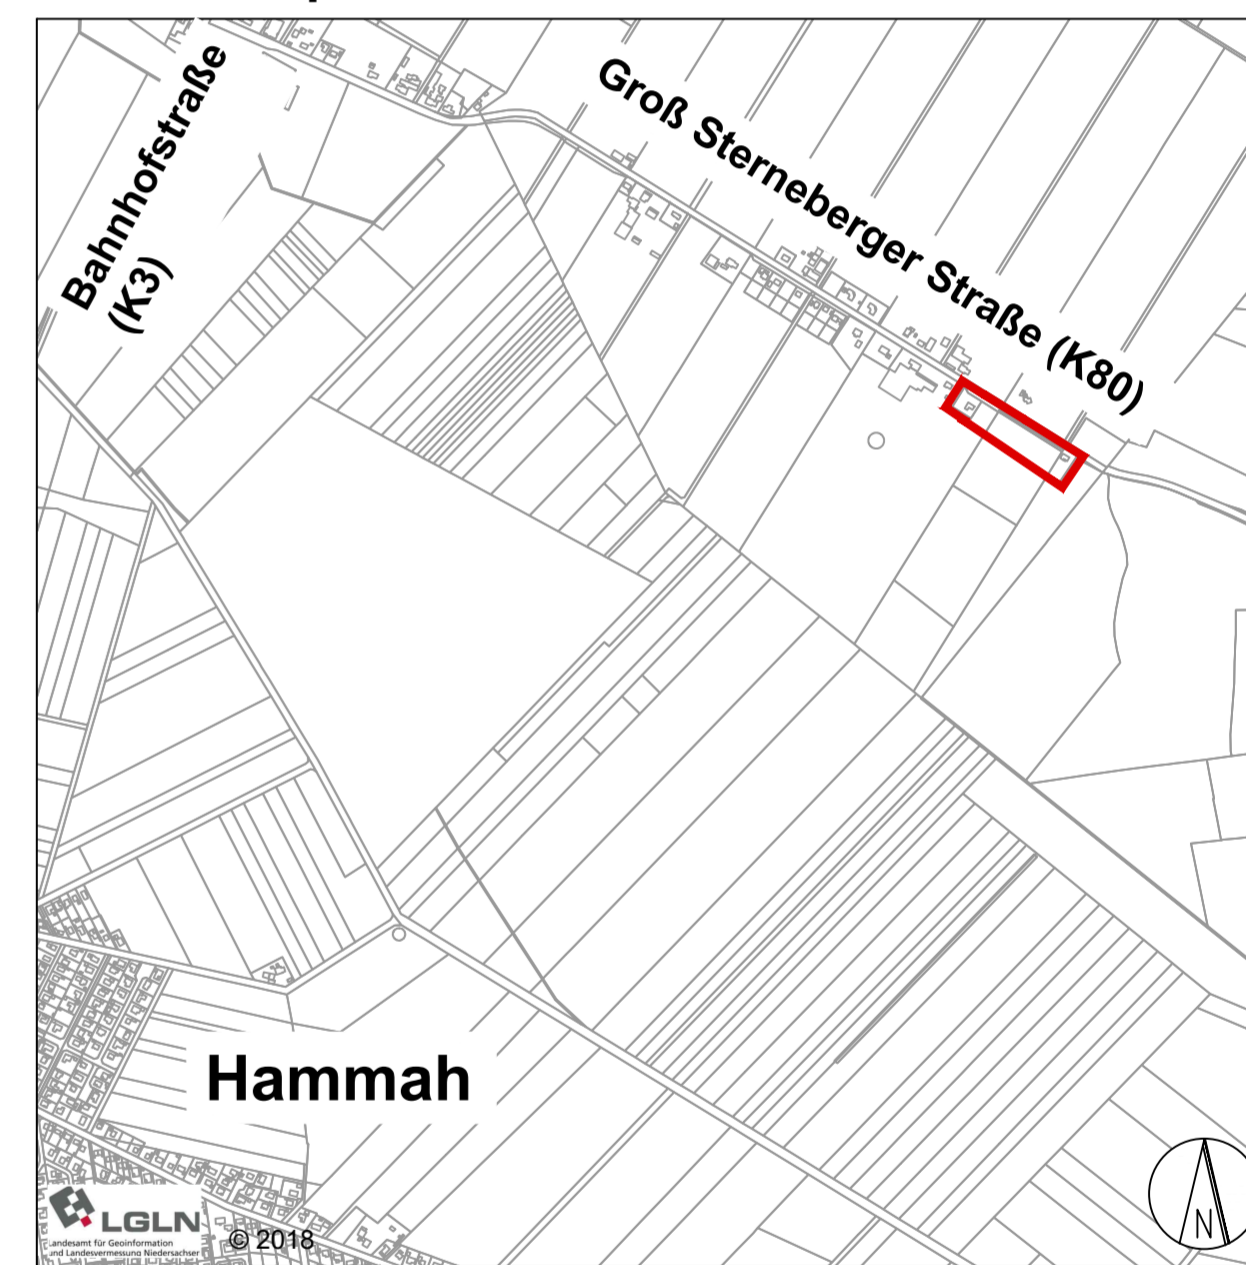 Bahnhofstraße
(K3)
Groß Sterneberger Straße (K80)
Hammah
LGLN
Landesamt für Geoinformation
und Landesvermessung Niedersachsen
© 2018
N